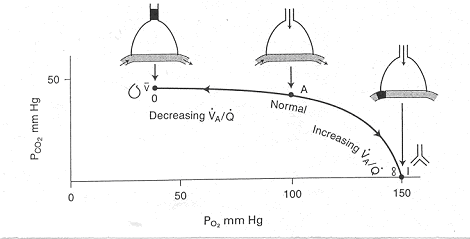 50
P_CO₂ mm Hg
v̄
0
A
Normal
Decreasing V̇_A/Q̇
Increasing V̇_A/Q̇
∞
I
0
50
100
150
P_O₂ mm Hg